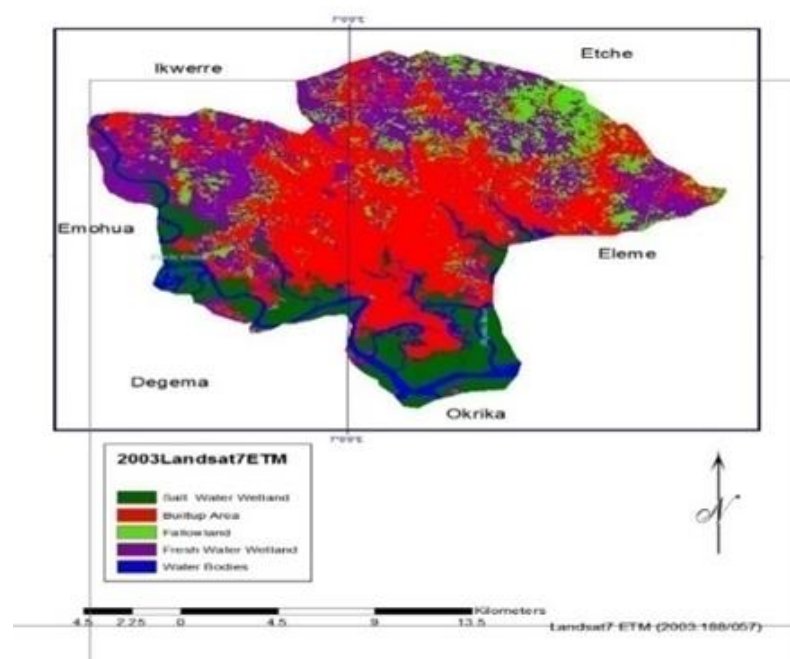 Ikwerre
Etche
Emohua
Eleme
Degema
Okrika
2003Landsat7ETM
Salt Water Wetland
Builtup Area
Fallowland
Fresh Water Wetland
Water Bodies
N
Kilometers
4.5 2.25 0 4.5 9 13.5
Landsat7 ETM (2003:188/057)